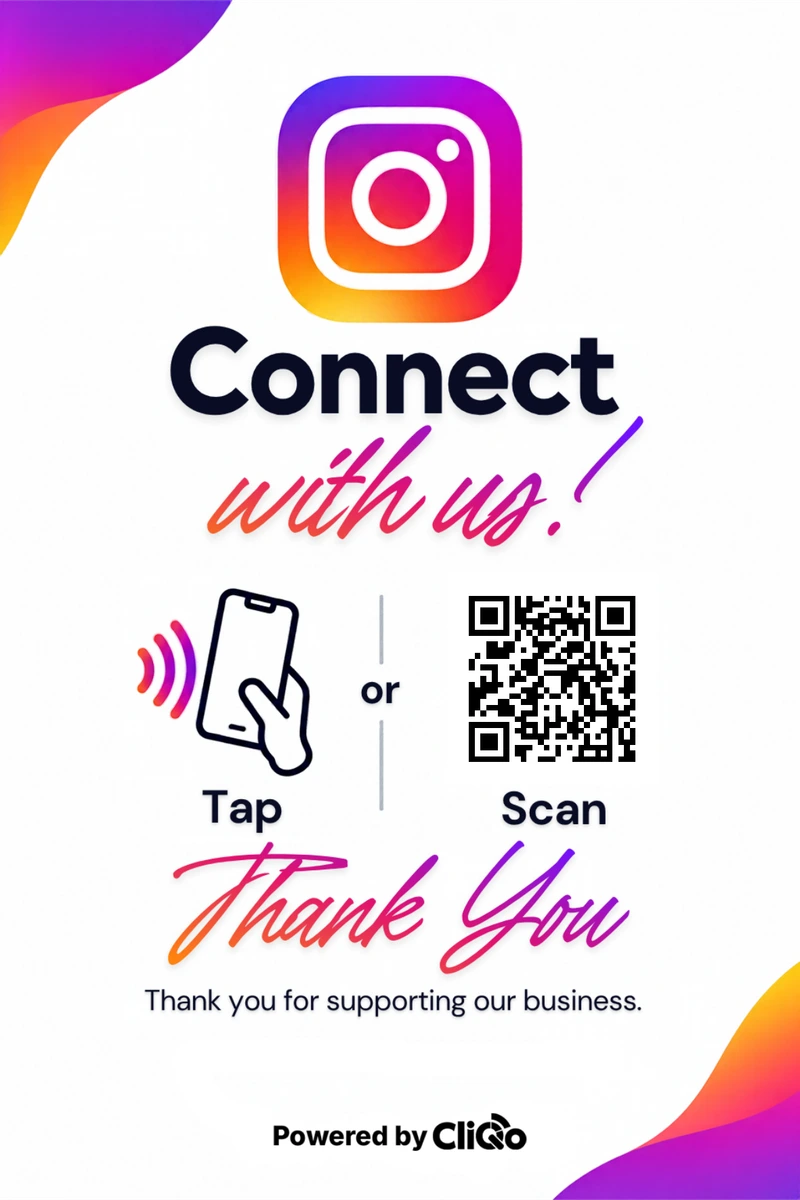 Connect
with us!
or
Tap
Scan
Thank You
Thank you for supporting our business.
Powered by CliQo